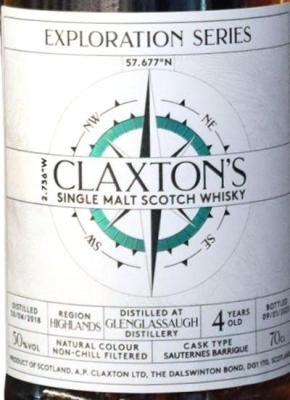 EXPLORATION SERIES
57.677°N
NW
NE
2.736°W
CLAXTON'S
SINGLE MALT SCOTCH WHISKY
SW
SE
DISTILLED
2018
REGION
HIGHLANDS
DISTILLED AT
GLENGLASSAUGH
DISTILLERY
4 YEARS
OLD
BOTTLED
50%VOL
NATURAL COLOUR
NON-CHILL FILTERED
CASK TYPE
SAUTERNES BARRIQUE
70cl
PRODUCT OF SCOTLAND. A.P. CLAXTON LTD, THE DALSWINTON BOND, DG1